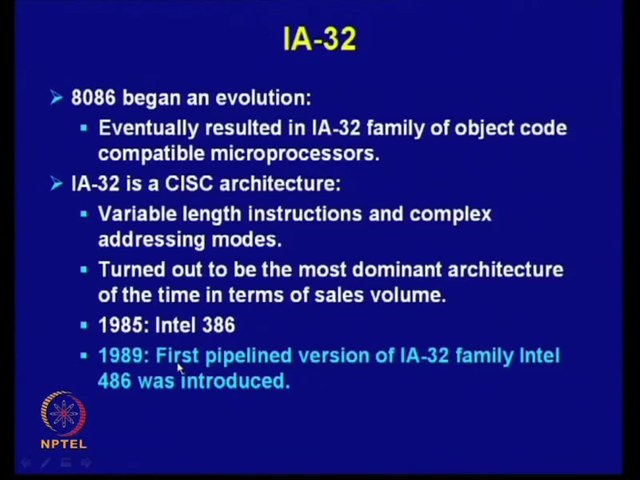 IA-32
8086 began an evolution:
Eventually resulted in IA-32 family of object code
compatible microprocessors.
IA-32 is a CISC architecture:
Variable length instructions and complex
addressing modes.
Turned out to be the most dominant architecture
of the time in terms of sales volume.
1985: Intel 386
1989: First pipelined version of IA-32 family Intel
486 was introduced.
NPTEL